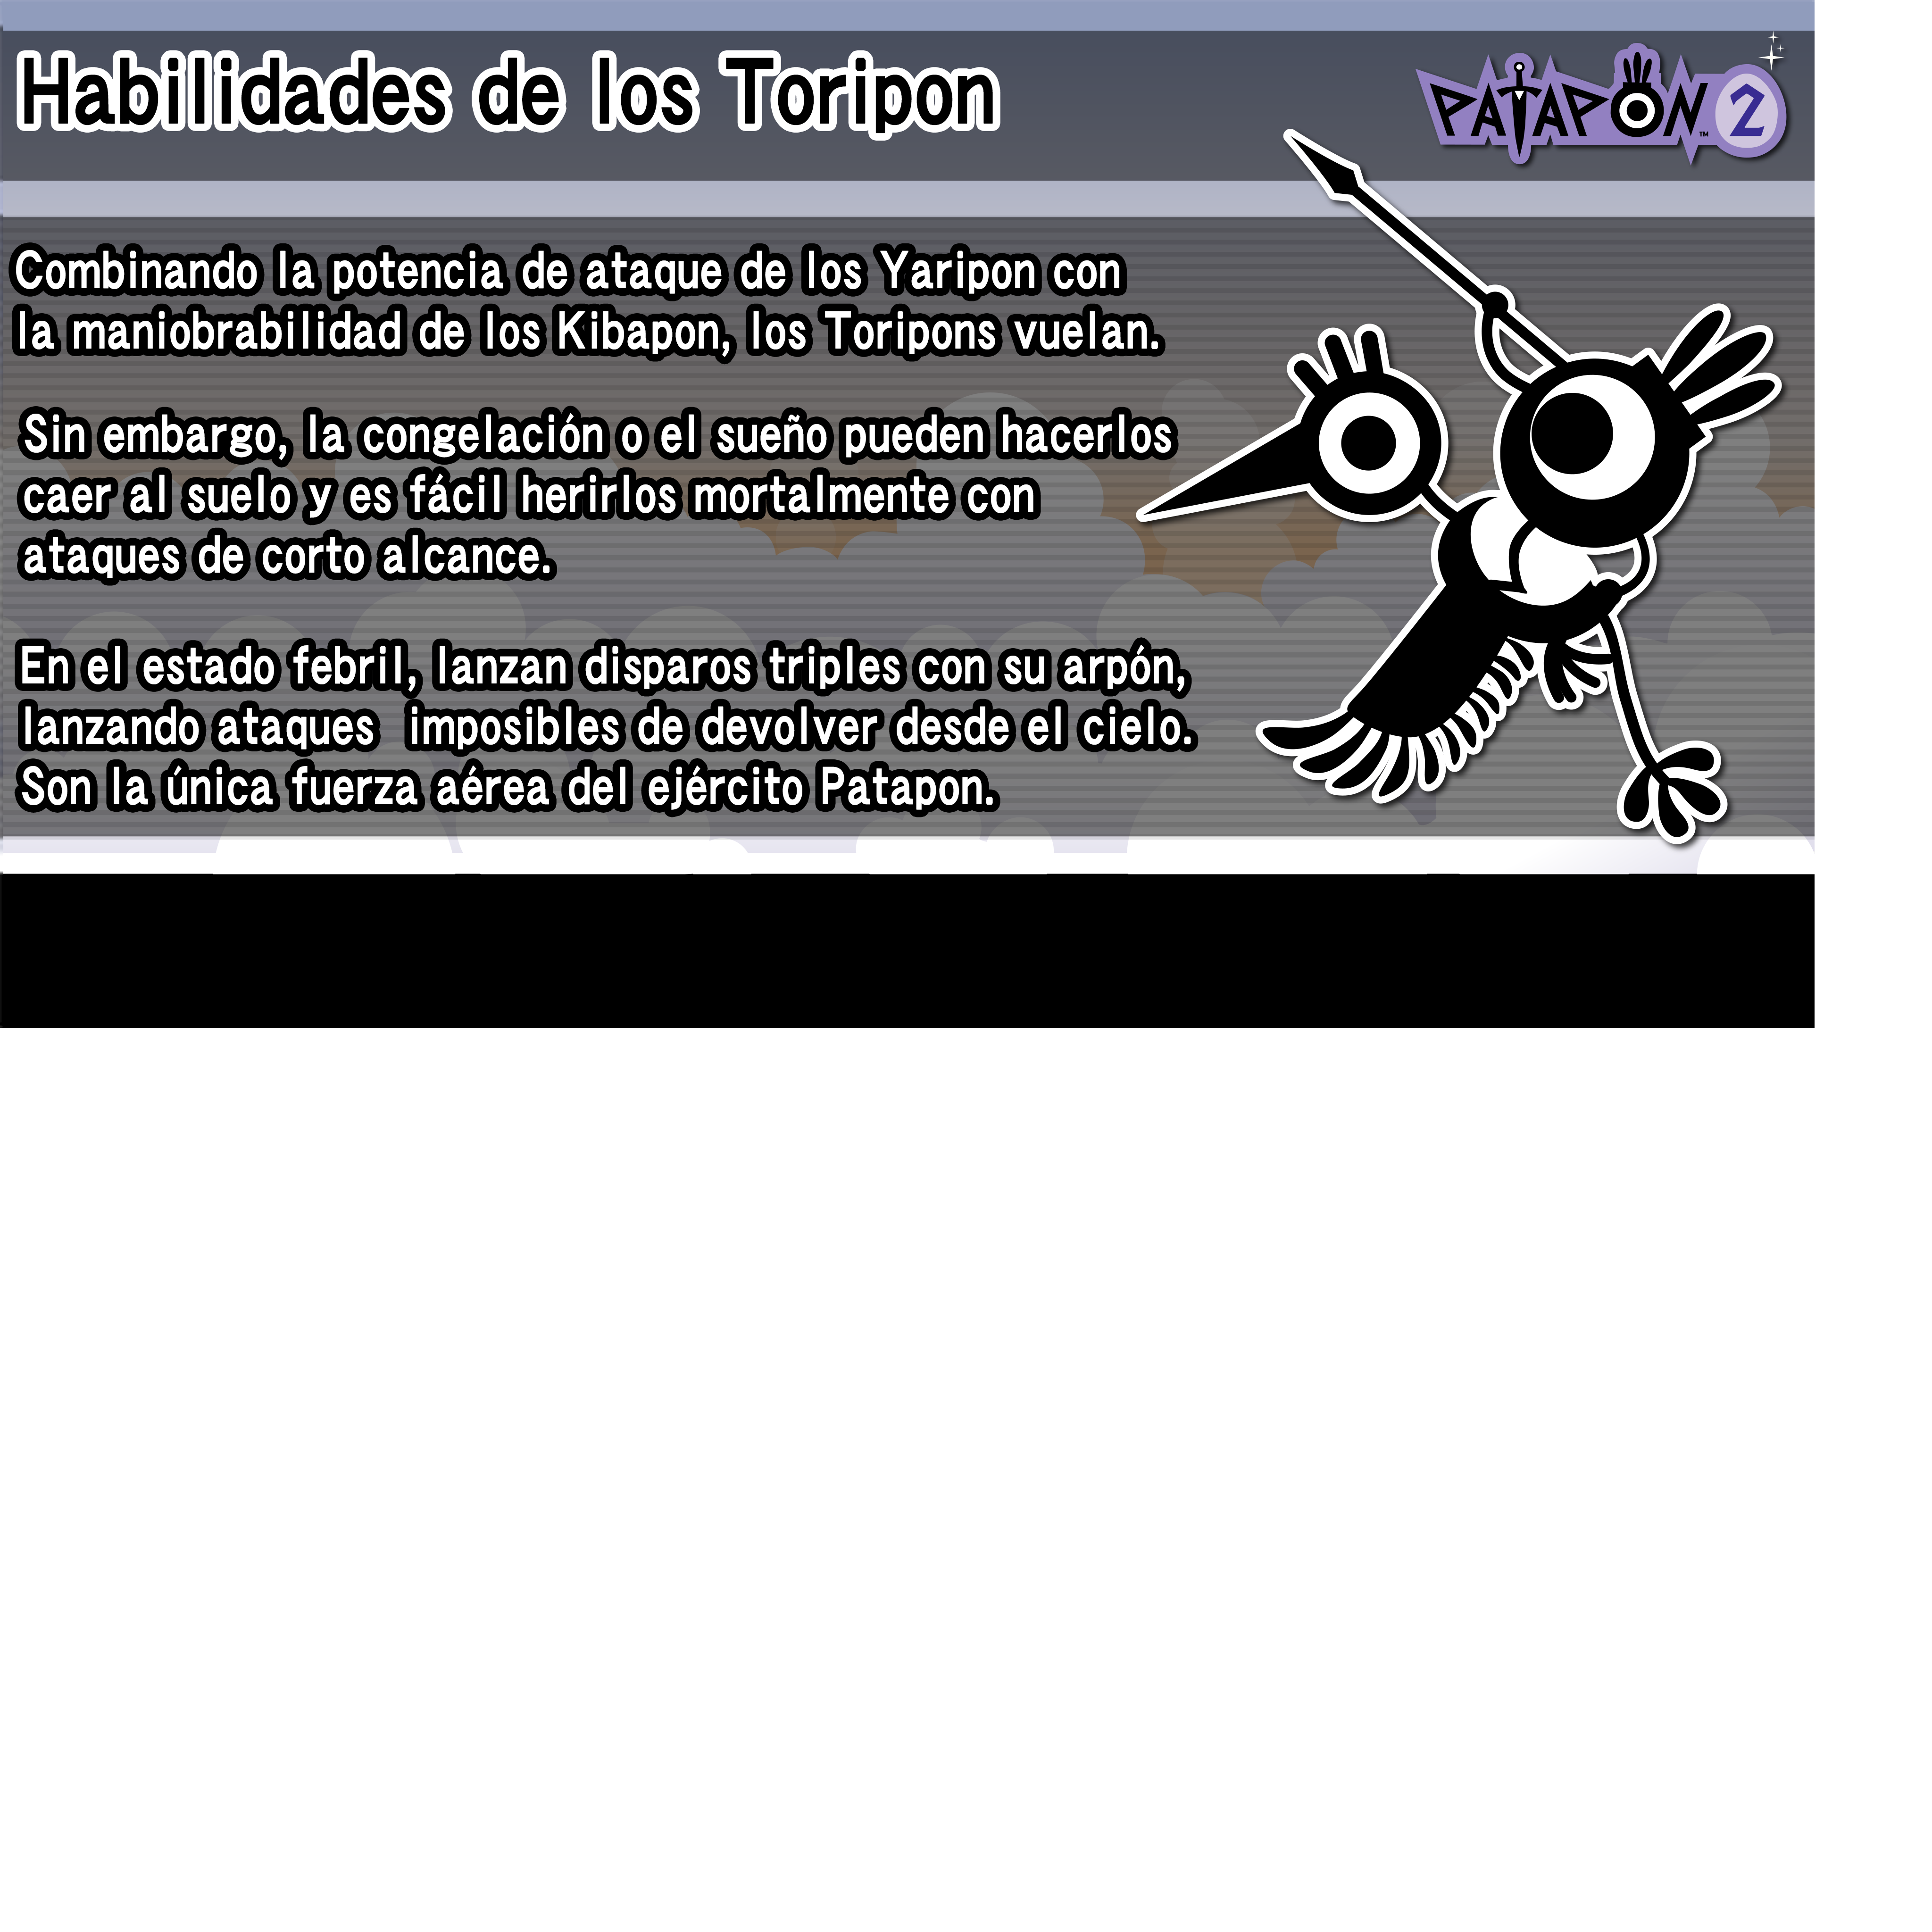 Habilidades de los Toripon
PATAPON™ 2
Combinando la potencia de ataque de los Yaripon con
la maniobrabilidad de los Kibapon, los Toripons vuelan.
Sin embargo, la congelación o el sueño pueden hacerlos
caer al suelo y es fácil herirlos mortalmente con
ataques de corto alcance.
En el estado febril, lanzan disparos triples con su arpón,
lanzando ataques  imposibles de devolver desde el cielo.
Son la única fuerza aérea del ejército Patapon.